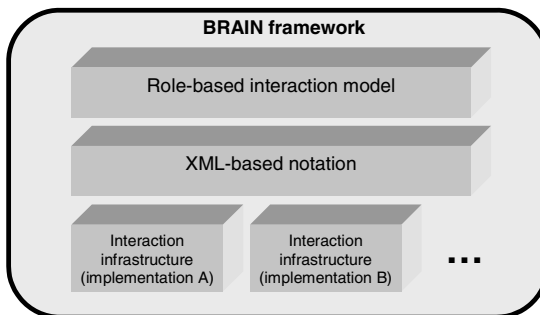 BRAIN framework
Role-based interaction model
XML-based notation
Interaction
infrastructure
(implementation A)
Interaction
infrastructure
(implementation B)
...